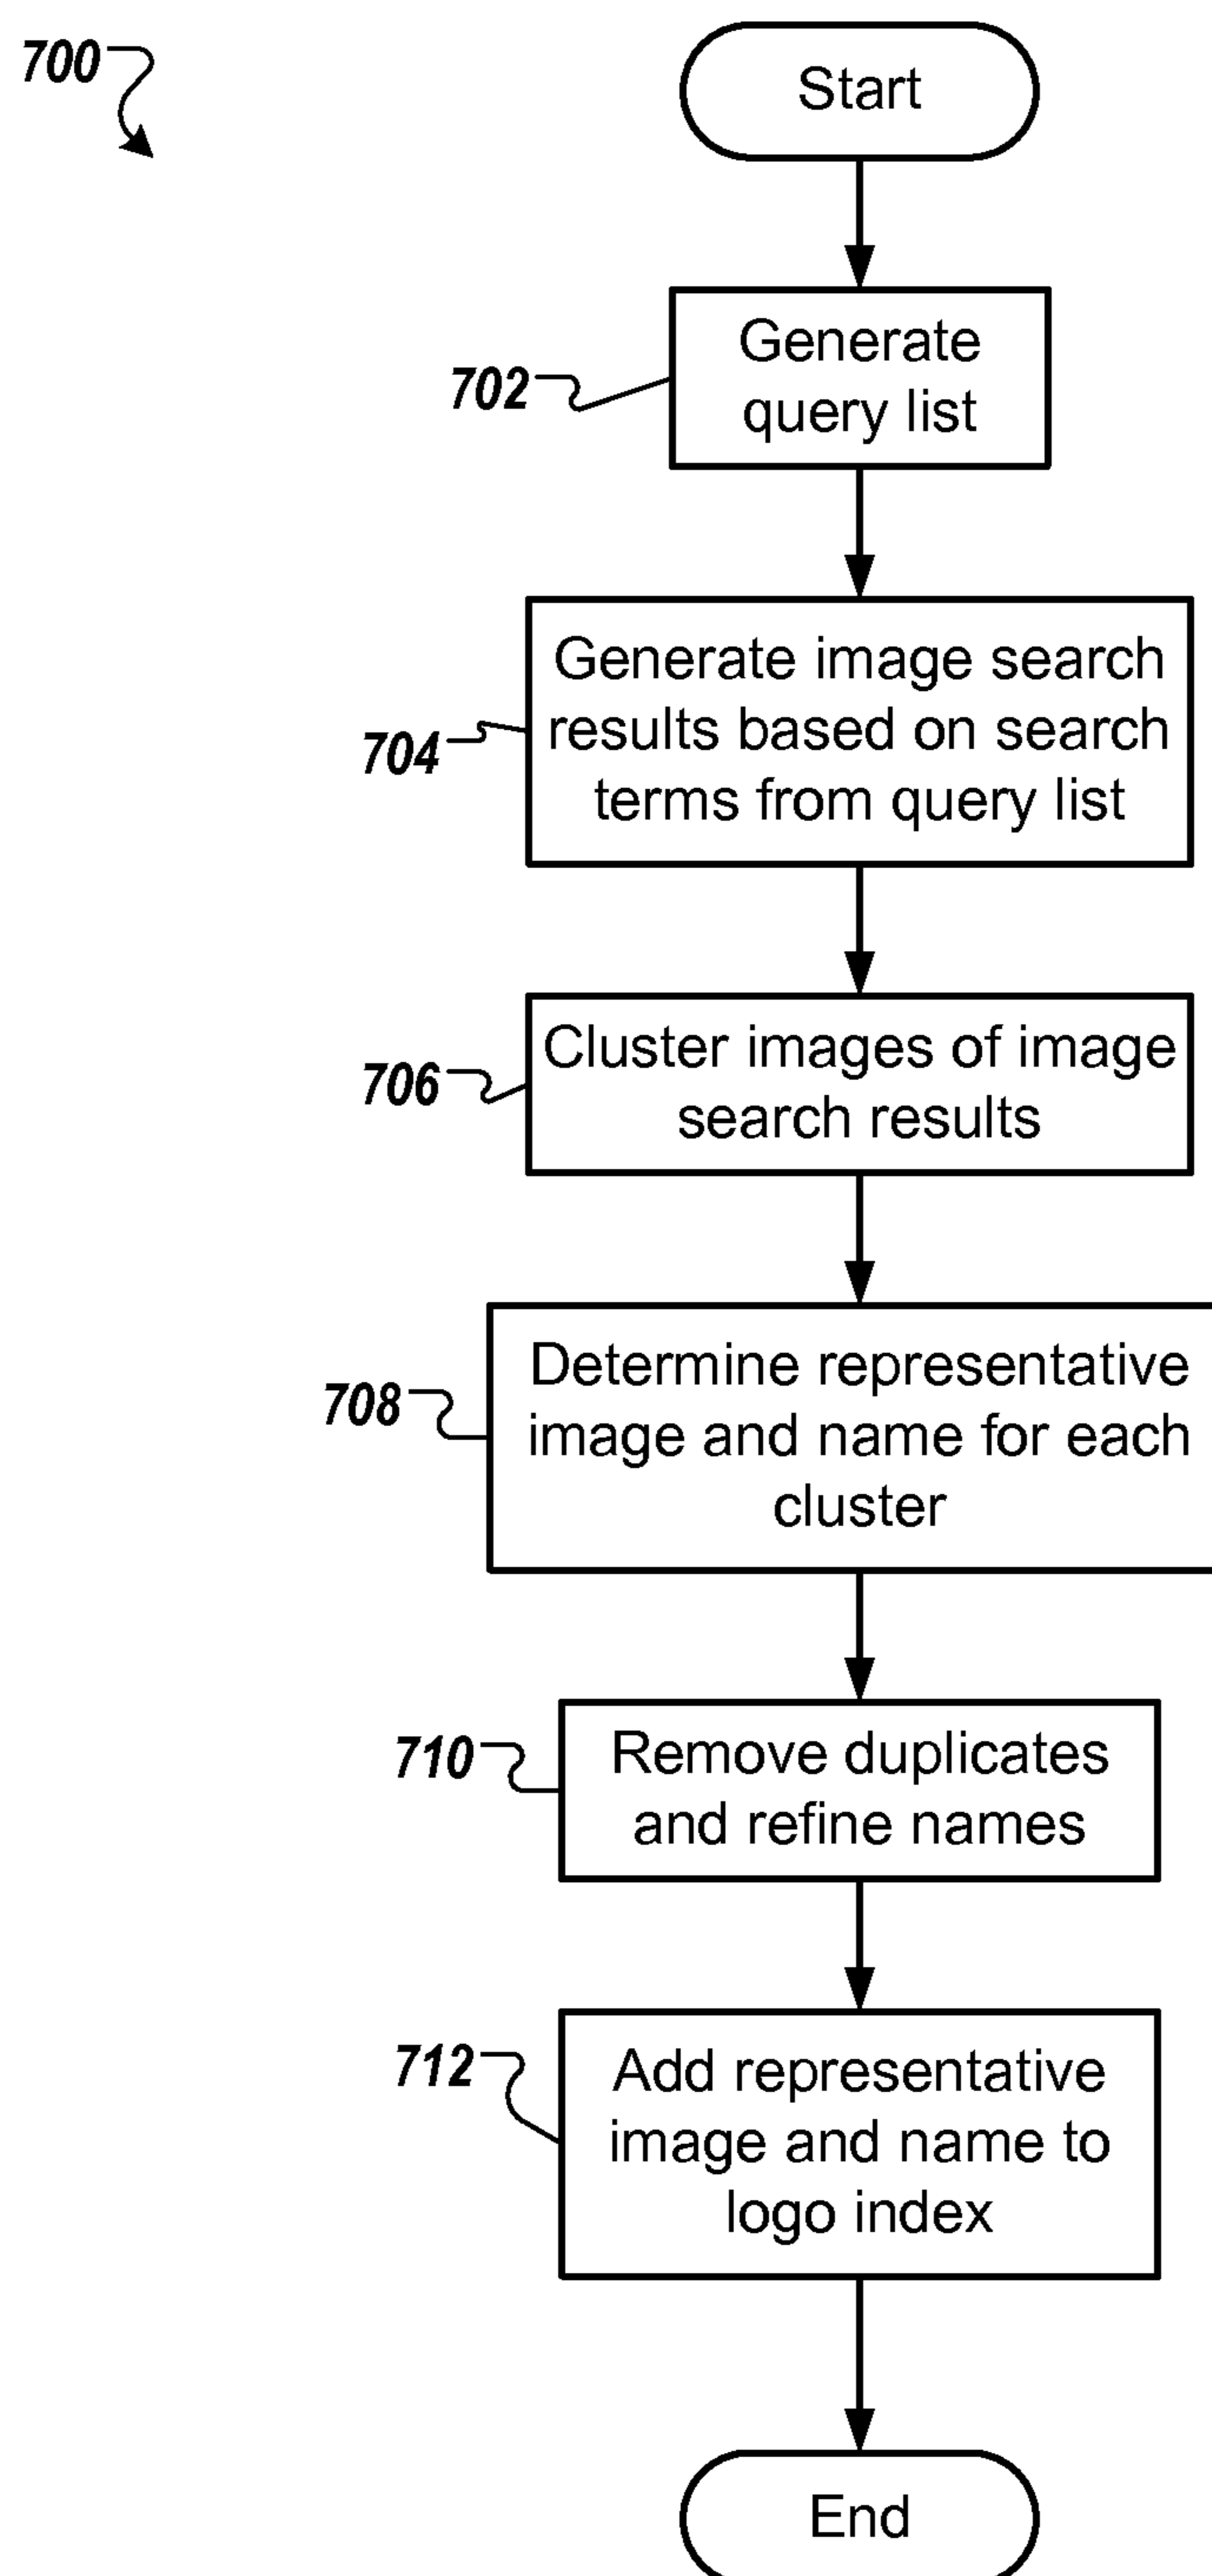 700
Start
Generate
query list
702
Generate image search
results based on search
terms from query list
704
Cluster images of image
search results
706
Determine representative
image and name for each
cluster
708
Remove duplicates
and refine names
710
Add representative
image and name to
logo index
712
End